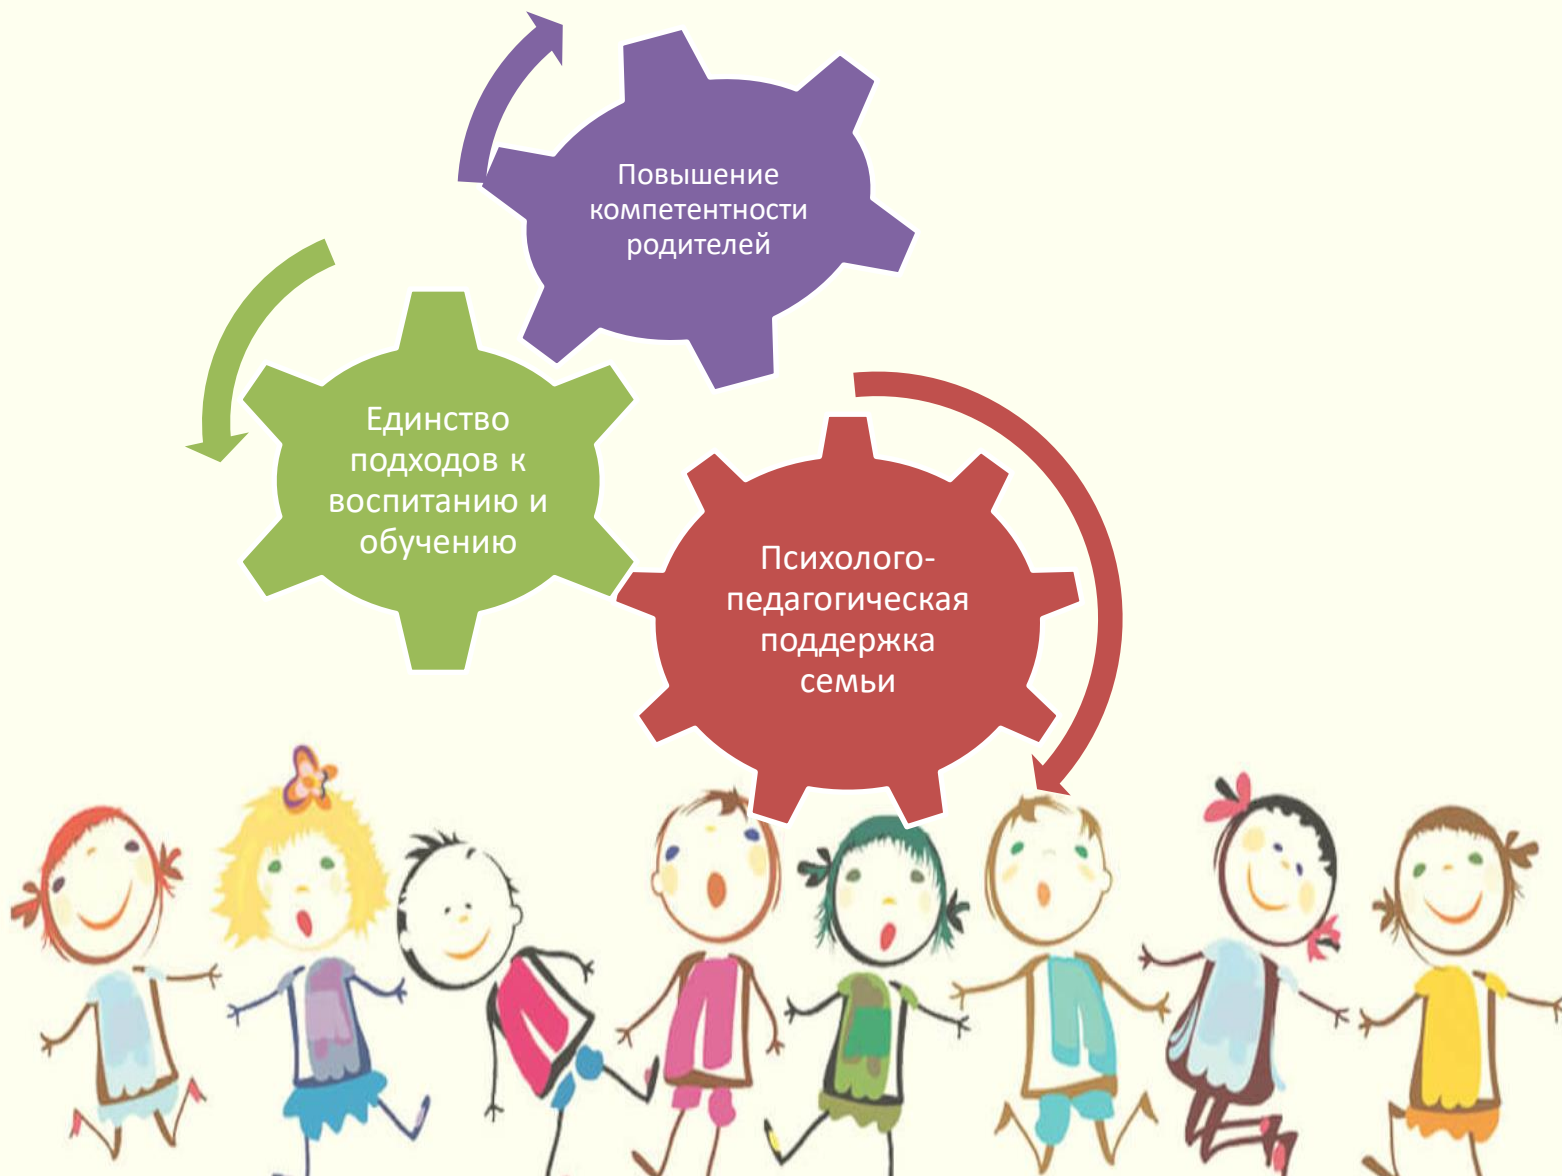 Повышение
компетентности
родителей
Единство
подходов к
воспитанию и
обучению
Психолого-
педагогическая
поддержка
семьи